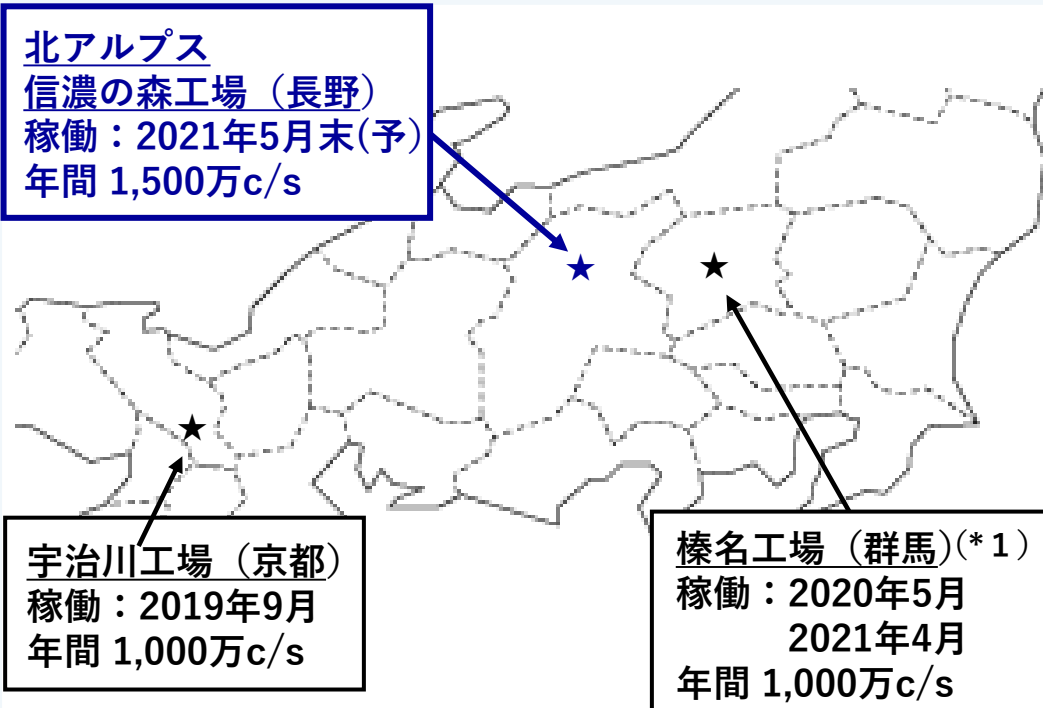 北アルプス
信濃の森工場（長野）
稼働：2021年5月末(予)
年間 1,500万c/s
宇治川工場（京都）
稼働：2019年9月
年間 1,000万c/s
榛名工場（群馬)(*１)
稼働：2020年5月
2021年4月
年間 1,000万c/s